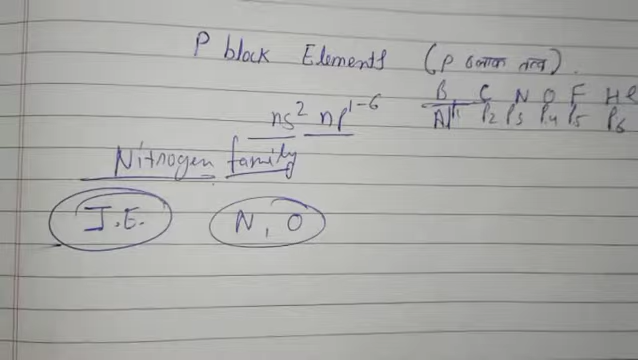 P block Elements (P ब्लाक तत्व).
B C N O F He
Al p1 p2 p3 p4 p5 p6
ns² np¹⁻⁶
Nitrogen family
I.E. N, O